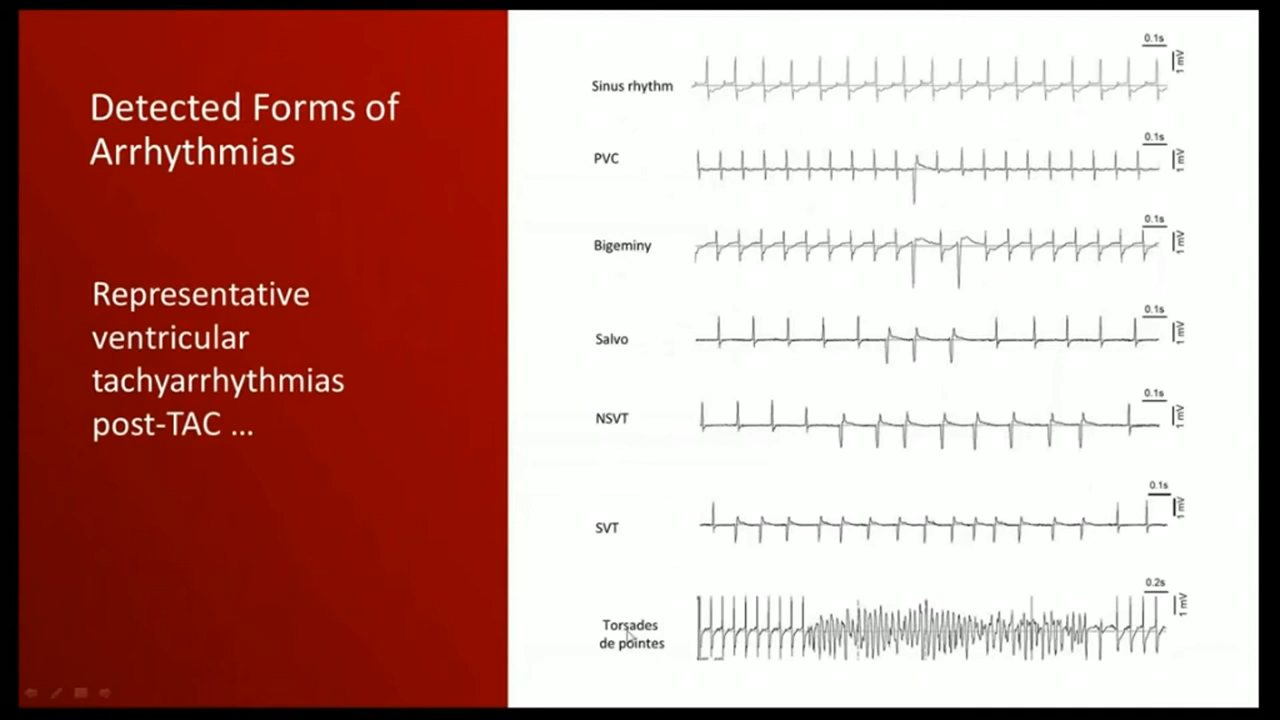 Detected Forms of
Arrhythmias
Representative
ventricular
tachyarrhythmias
post-TAC ...
0.1s
1 mV
Sinus rhythm
0.1s
1 mV
PVC
0.1s
1 mV
Bigeminy
0.1s
1 mV
Salvo
0.1s
1 mV
NSVT
0.1s
1 mV
SVT
0.2s
1 mV
Torsades
de pointes